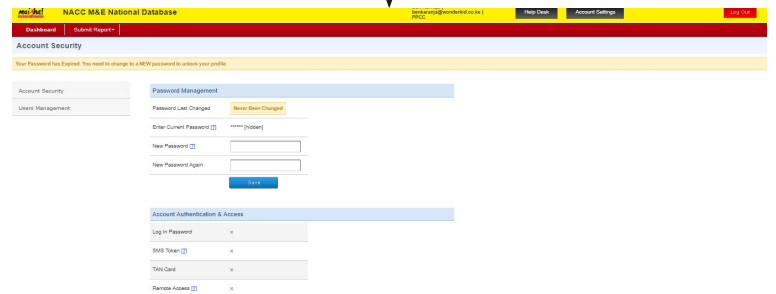 maisha! NACC M&E National Database
benkaranja@wonderkid.co.ke )
PPCC
Help Desk Account Settings Log Out
Dashboard Submit Report
Account Security
Your Password has Expired. You need to change to a NEW password to unlock your profile
Account Security
Users Management
Password Management
Password Last Changed Never Been Changed
Enter Current Password [?] ****** [hidden]
New Password [?]
New Password Again
Save
Account Authentication & Access
Log in Password x
SMS Token [?] x
TAN Card x
Remote Access [?] x